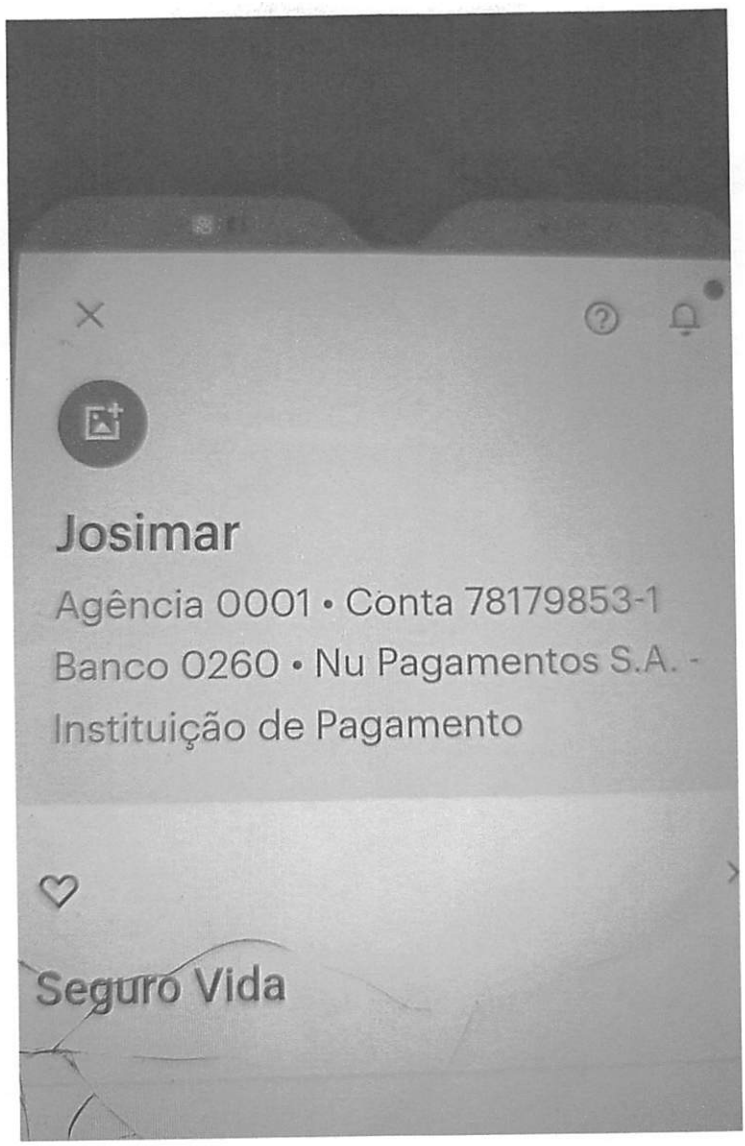 Josimar
Agência 0001 • Conta 78179853-1
Banco 0260 • Nu Pagamentos S.A. -
Instituição de Pagamento
Seguro Vida